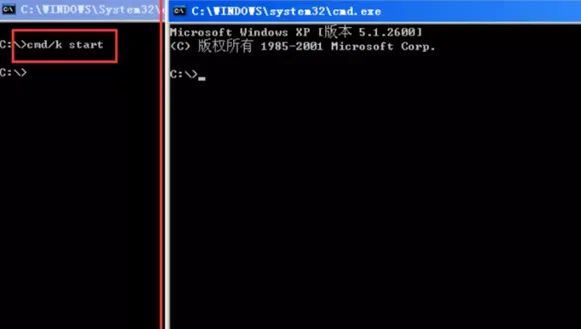 C:\WINDOWS\System32\c
C:\>cmd/k start
C:\>
C:\WINDOWS\system32\cmd.exe
Microsoft Windows XP [版本 5.1.2600]
(C) 版权所有 1985-2001 Microsoft Corp.
C:\>_